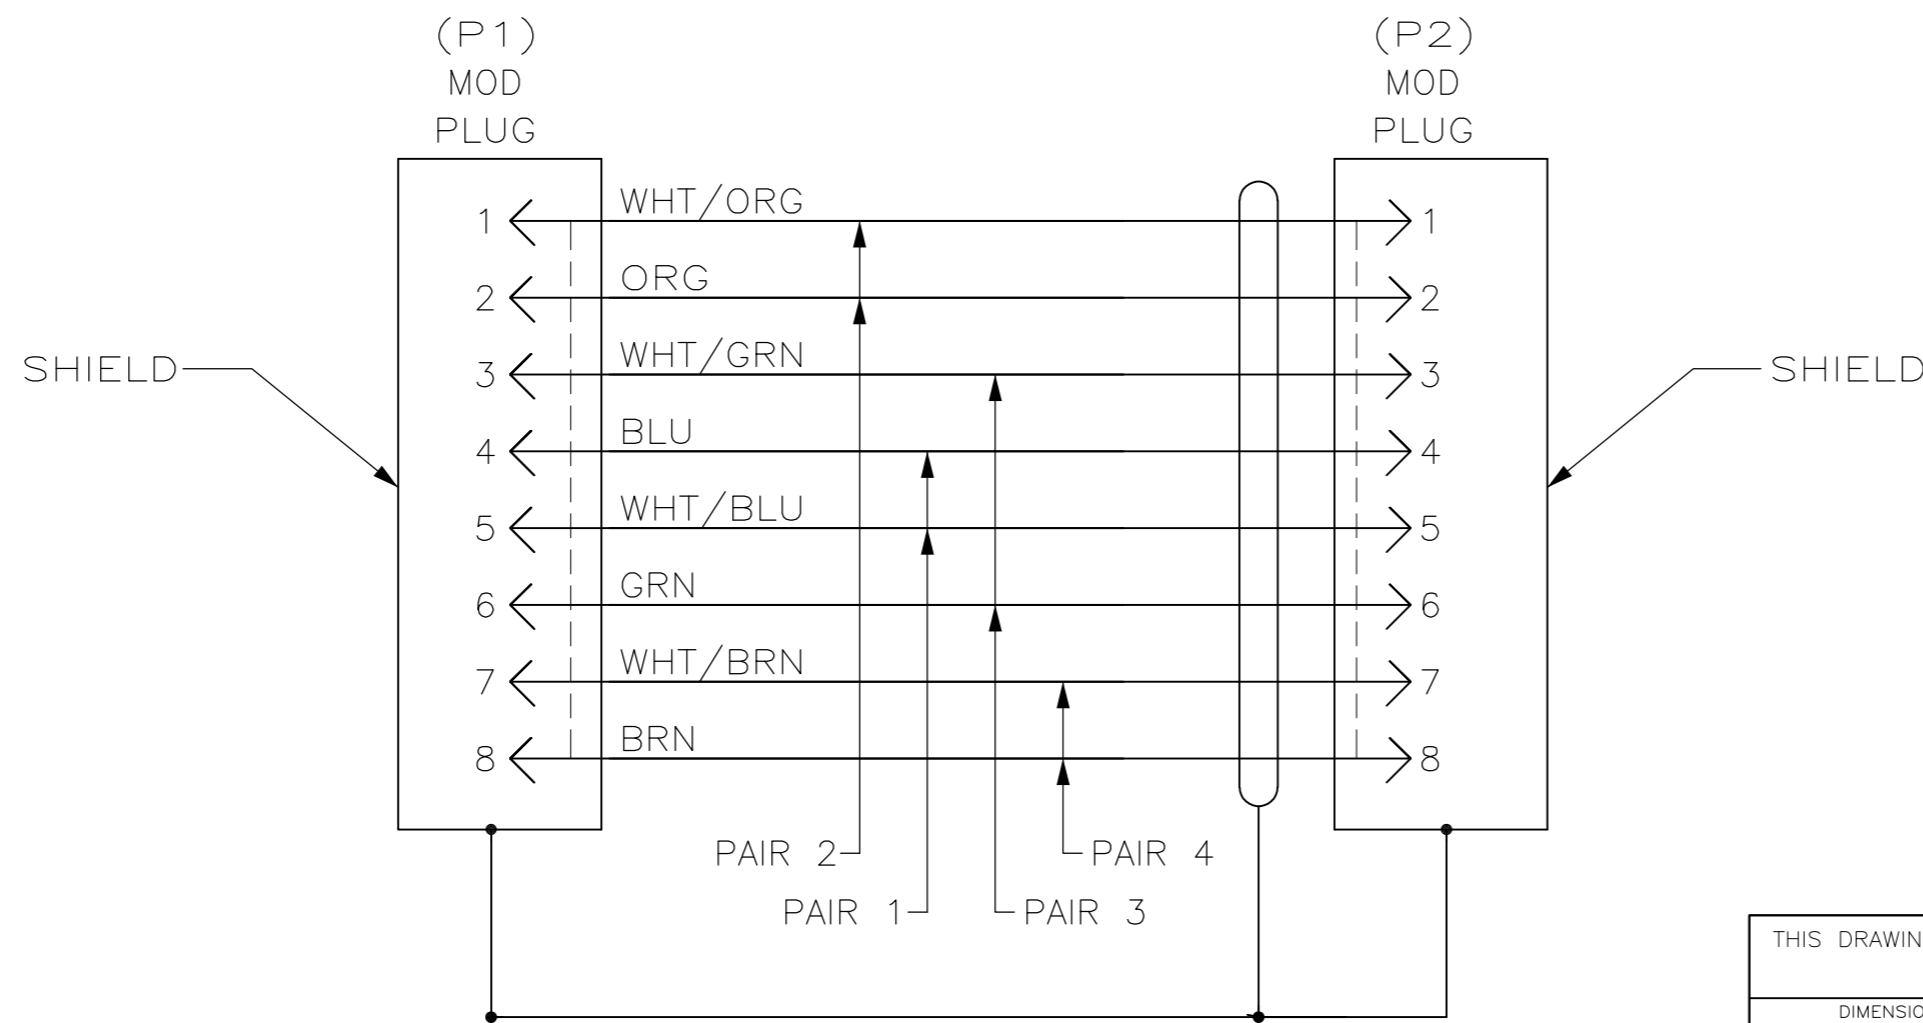 (P1)
MOD
PLUG
(P2)
MOD
PLUG
1 WHT/ORG 1
2 ORG 2
3 WHT/GRN 3
SHIELD
SHIELD
4 BLU 4
5 WHT/BLU 5
6 GRN 6
7 WHT/BRN 7
8 BRN 8
PAIR 2
PAIR 4
PAIR 1
PAIR 3
THIS DRAWIN
DIMENSIO